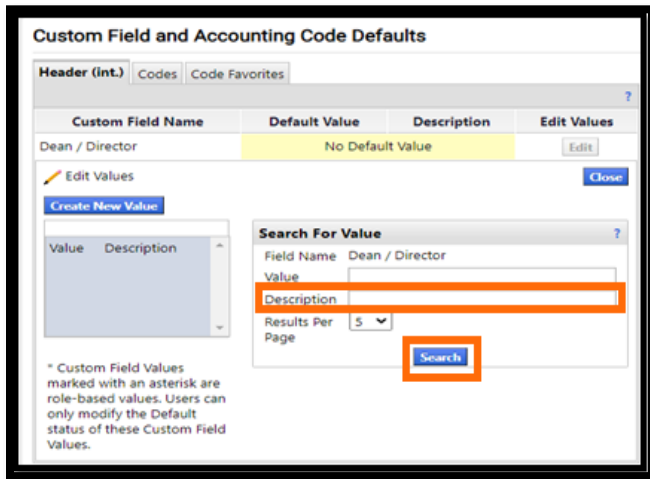 Custom Field and Accounting Code Defaults
Header (int.) Codes Code Favorites
?
Custom Field Name Default Value Description Edit Values
Dean / Director No Default Value Edit
Edit Values Close
Create New Value
Value Description
Search For Value ?
Field Name Dean / Director
Value
Description
Results Per Page 5
Search
* Custom Field Values
marked with an asterisk are
role-based values. Users can
only modify the Default
status of these Custom Field
Values.